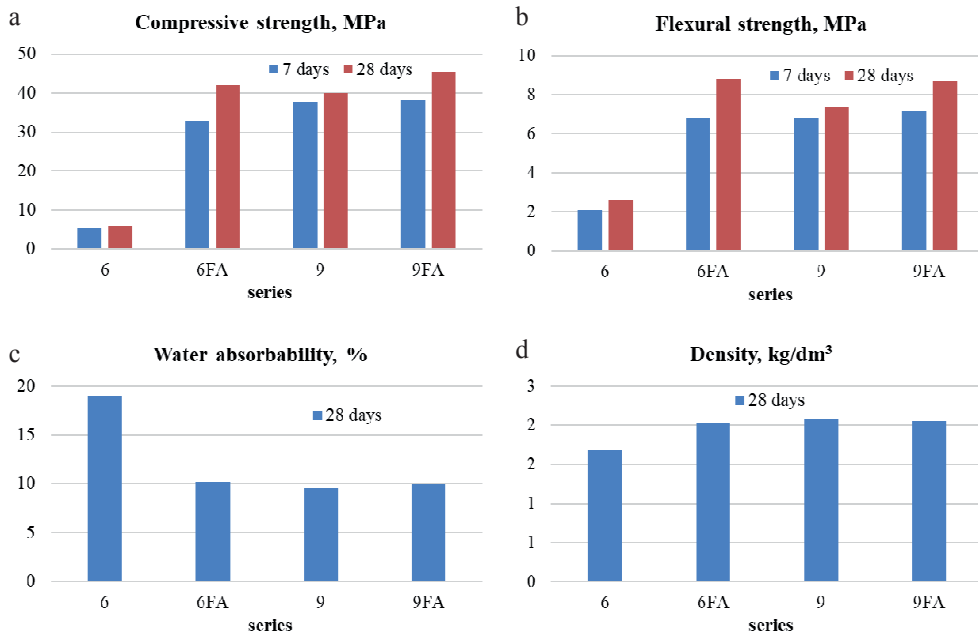 a
Compressive strength, MPa
7 days 28 days
50
40
30
20
10
0
6 6FA 9 9FA
series
b
Flexural strength, MPa
7 days 28 days
10
8
6
4
2
0
6 6FA 9 9FA
series
c
Water absorbability, %
28 days
20
15
10
5
0
6 6FA 9 9FA
series
d
Density, kg/dm³
28 days
3
2
2
1
1
0
6 6FA 9 9FA
series